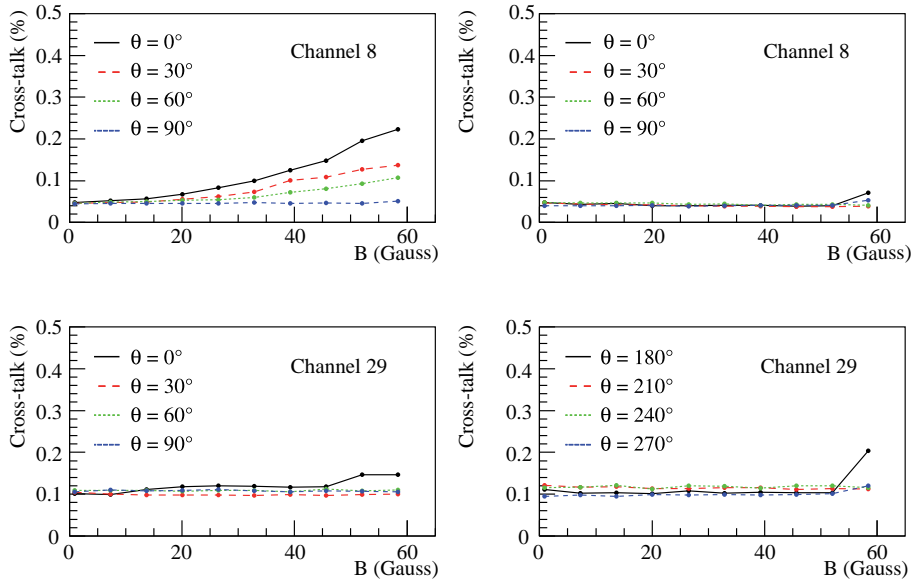 Cross-talk (%)
0.5
0.4
0.3
0.2
0.1
0
θ = 0°
θ = 30°
θ = 60°
θ = 90°
Channel 8
0 20 40 60
B (Gauss)
Cross-talk (%)
0.5
0.4
0.3
0.2
0.1
0
θ = 0°
θ = 30°
θ = 60°
θ = 90°
Channel 8
0 20 40 60
B (Gauss)
Cross-talk (%)
0.5
0.4
0.3
0.2
0.1
0
θ = 0°
θ = 30°
θ = 60°
θ = 90°
Channel 29
0 20 40 60
B (Gauss)
Cross-talk (%)
0.5
0.4
0.3
0.2
0.1
0
θ = 180°
θ = 210°
θ = 240°
θ = 270°
Channel 29
0 20 40 60
B (Gauss)